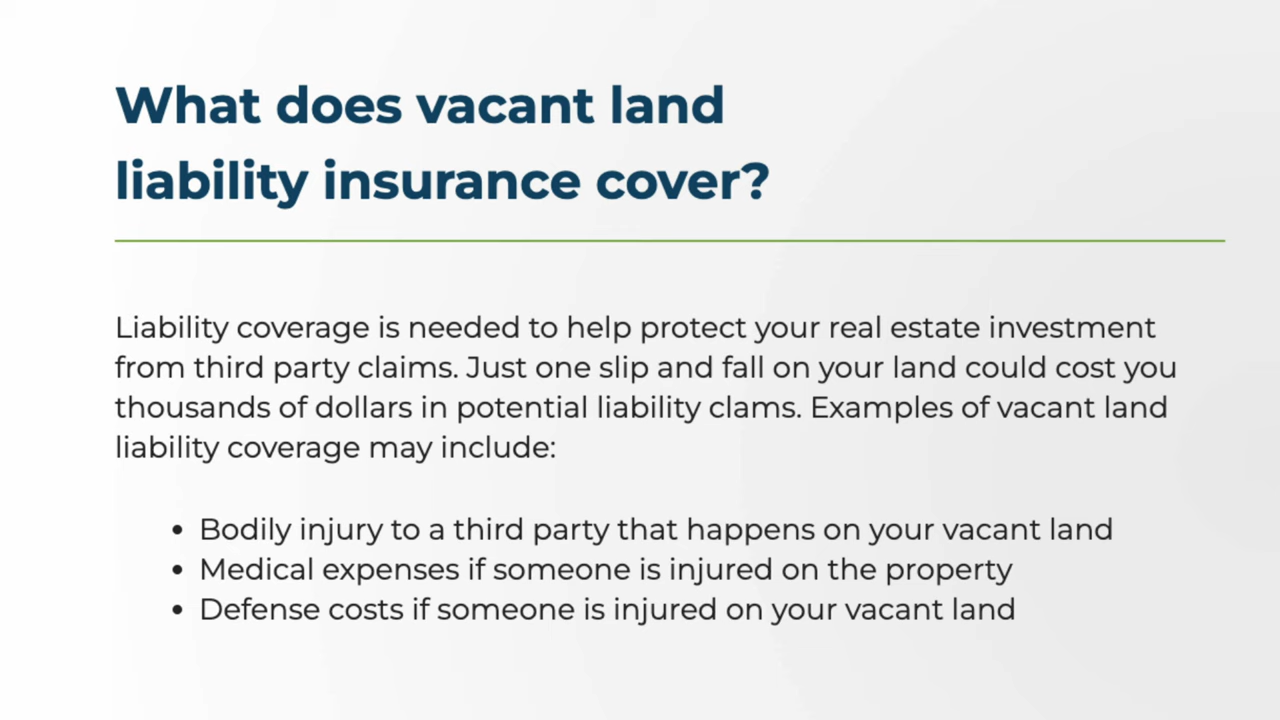 What does vacant land
liability insurance cover?
Liability coverage is needed to help protect your real estate investment
from third party claims. Just one slip and fall on your land could cost you
thousands of dollars in potential liability clams. Examples of vacant land
liability coverage may include:
• Bodily injury to a third party that happens on your vacant land
• Medical expenses if someone is injured on the property
• Defense costs if someone is injured on your vacant land